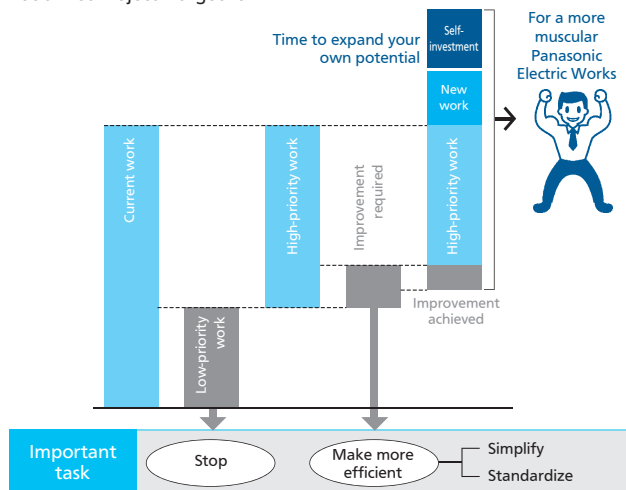 Time to expand your
own potential
Self-
investment
New
work
For a more
muscular
Panasonic
Electric Works
Current work
High-priority work
Improvement
required
High-priority work
Low-priority
work
Improvement
achieved
Important
task
Stop
Make more
efficient
Simplify
Standardize